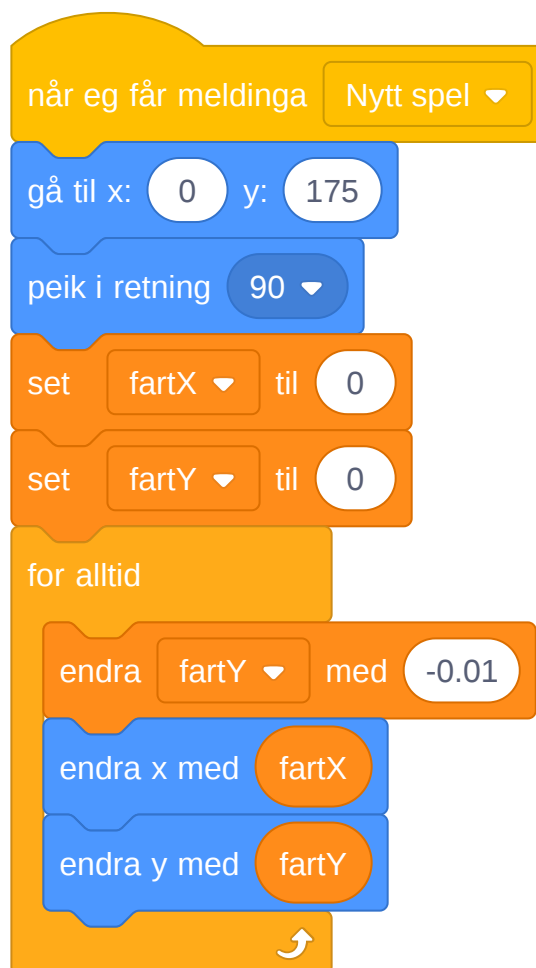 når eg får meldinga Nytt spel
gå til x: 0 y: 175
peik i retning 90
set fartX til 0
set fartY til 0
for alltid
endra fartY med -0.01
endra x med fartX
endra y med fartY